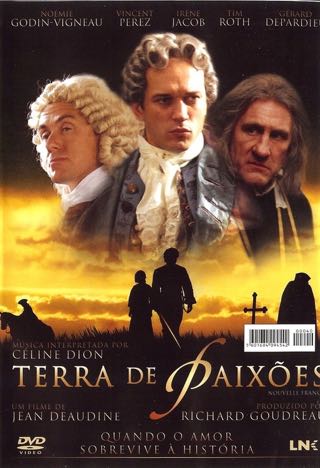 NOÉMIE GODIN-VIGNEAU
VINCENT PEREZ
IRÈNE JACOB
TIM ROTH
GÉRARD DEPARDIEU
MÚSICA INTERPRETADA POR
CÉLINE DION
TERRA DE PAIXÕES
NOUVELLE FRANCE
UM FILME DE
JEAN DEAUDINE
PRODUZIDO POR
RICHARD GOUDREAU
DVD
VIDEO
QUANDO O AMOR
SOBREVIVE À HISTÓRIA
LNK